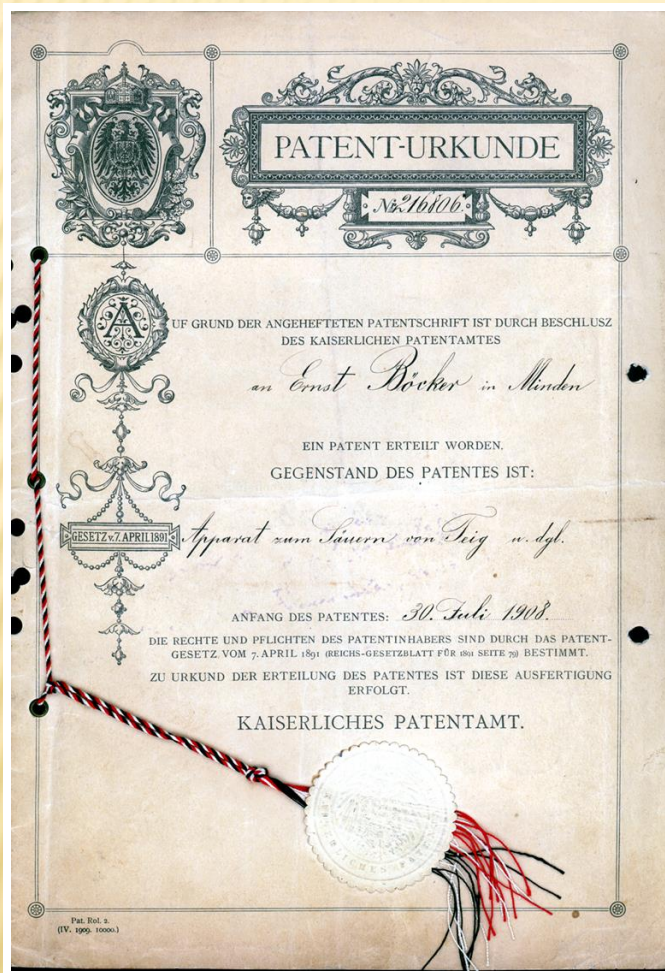 PATENT-URKUNDE
No 216806.
AUF GRUND DER ANGEHEFTETEN PATENTSCHRIFT IST DURCH BESCHLUSZ
DES KAISERLICHEN PATENTAMTES
an Ernst Böcker in Minden
EIN PATENT ERTEILT WORDEN.
GEGENSTAND DES PATENTES IST:
GESETZ v. 7. APRIL 1891
Apparat zum Säuern von Teig u. dgl.
ANFANG DES PATENTES: 30. Juli 1908.
DIE RECHTE UND PFLICHTEN DES PATENTINHABERS SIND DURCH DAS PATENT-
GESETZ VOM 7. APRIL 1891 (REICHS-GESETZBLATT FÜR 1891 SEITE 79) BESTIMMT.
ZU URKUND DER ERTEILUNG DES PATENTES IST DIESE AUSFERTIGUNG
ERFOLGT.
KAISERLICHES PATENTAMT.
Pat. Rol. 2.
(IV. 1909. 10000.)